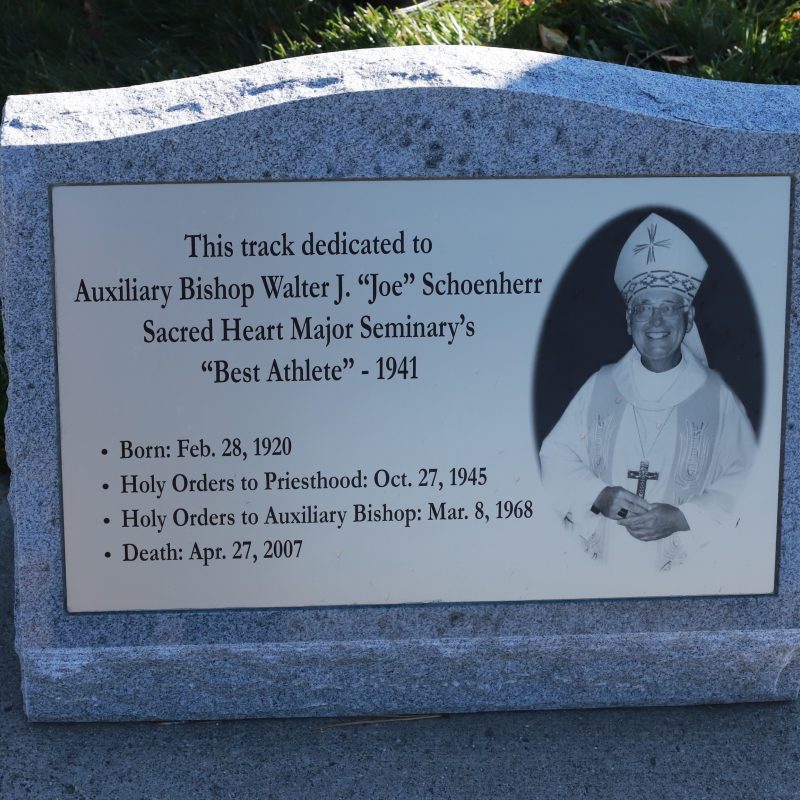 This track dedicated to
Auxiliary Bishop Walter J. “Joe” Schoenherr
Sacred Heart Major Seminary’s
“Best Athlete” - 1941
• Born: Feb. 28, 1920
• Holy Orders to Priesthood: Oct. 27, 1945
• Holy Orders to Auxiliary Bishop: Mar. 8, 1968
• Death: Apr. 27, 2007